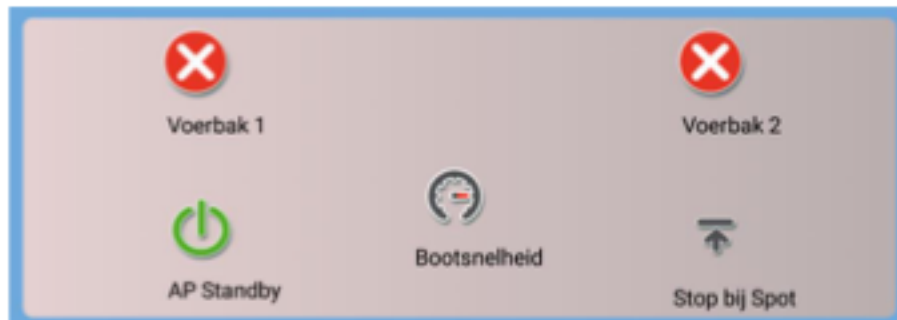 Voerbak 1
Voerbak 2
Bootsnelheid
AP Standby
Stop bij Spot